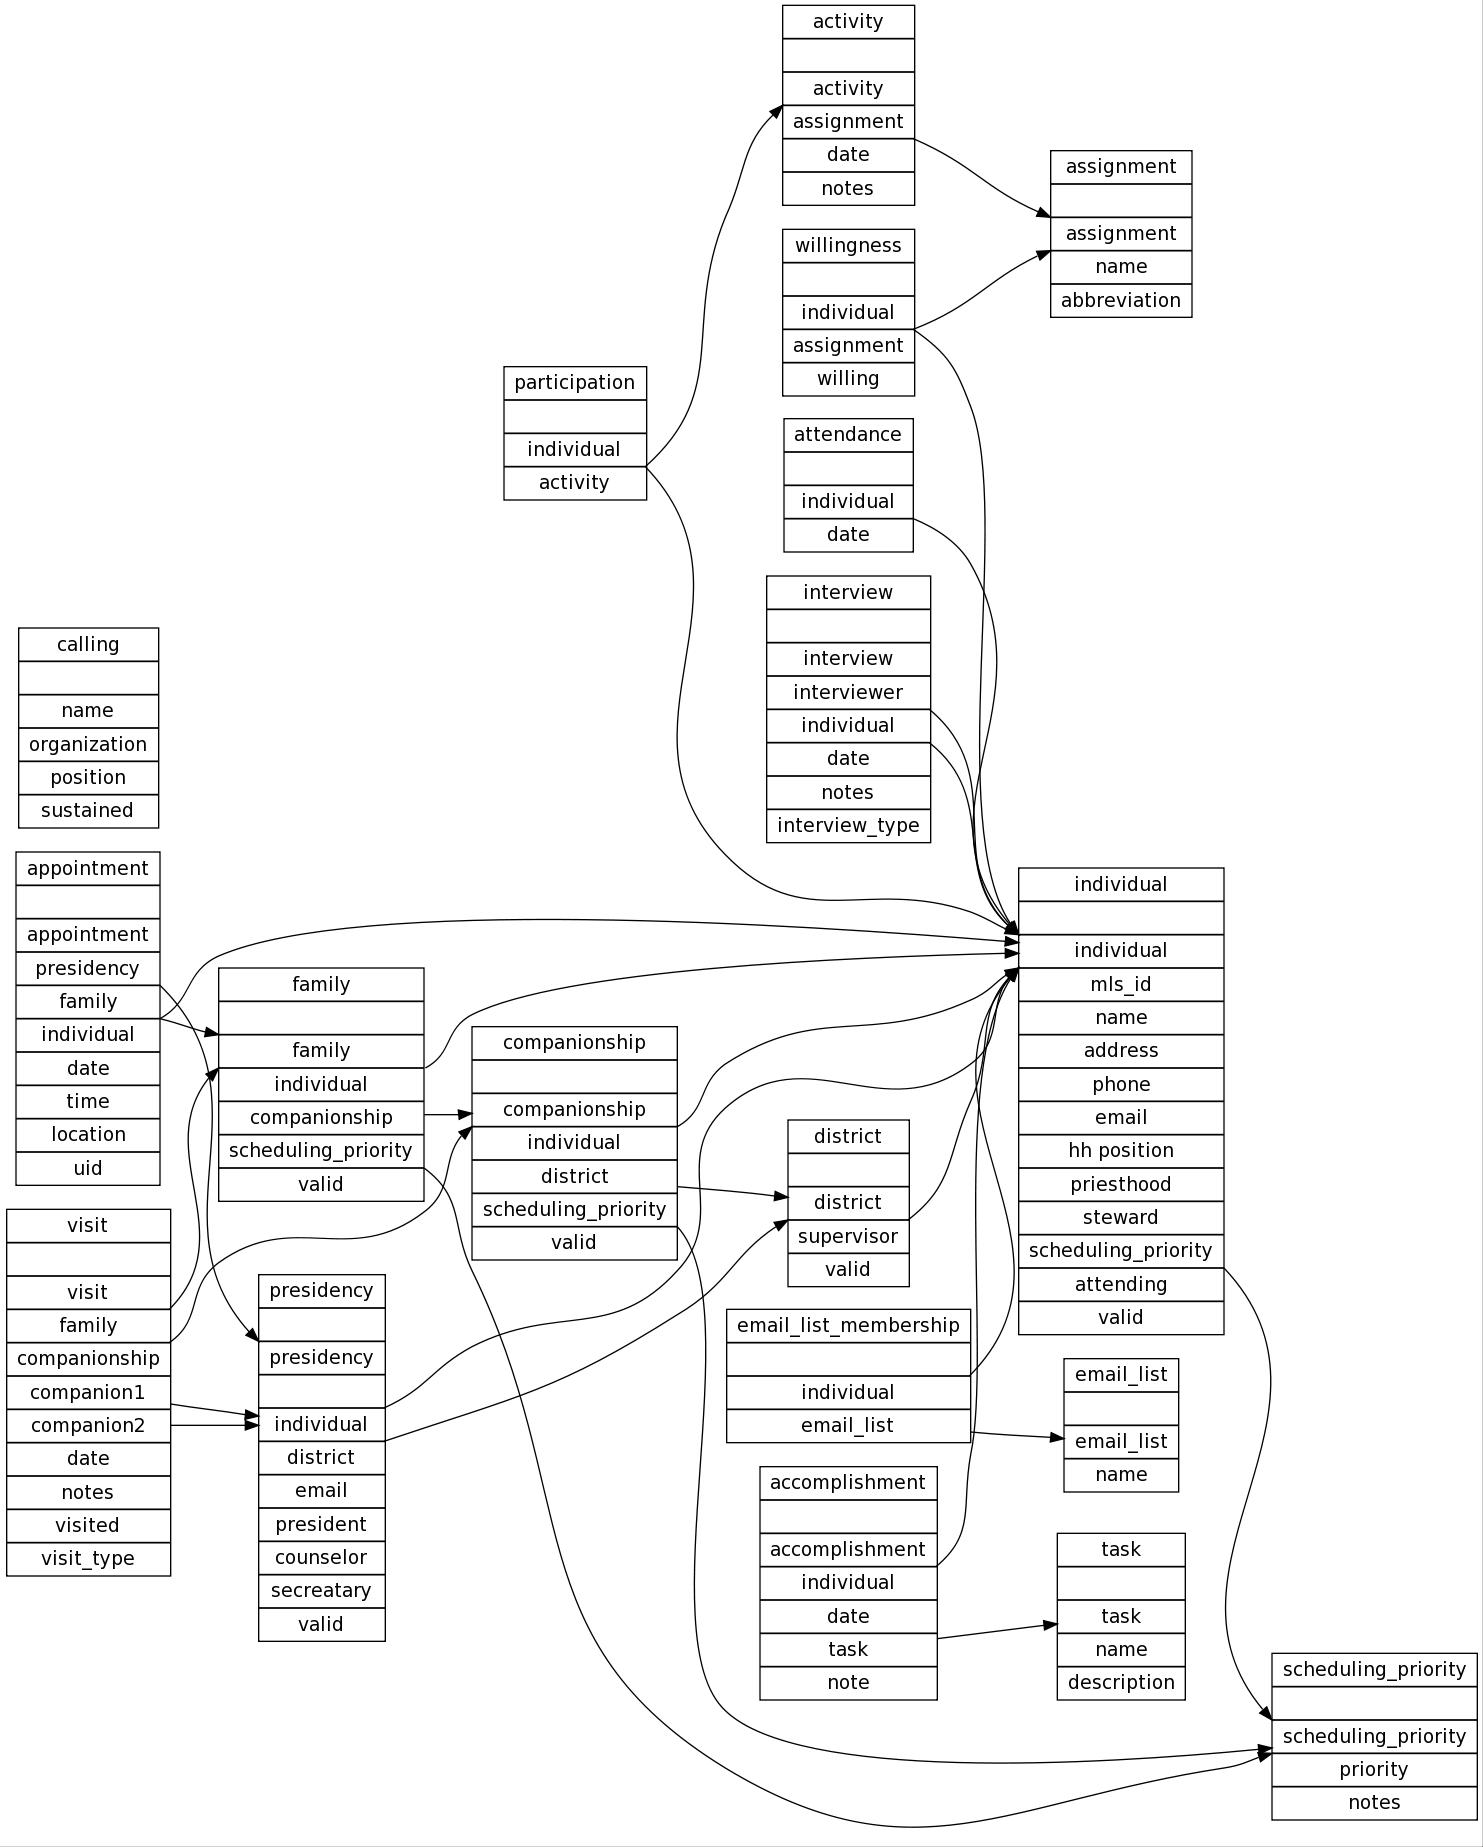 activity
activity
assignment
date
notes
assignment
assignment
name
abbreviation
willingness
individual
assignment
willing
participation
individual
activity
attendance
individual
date
interview
interview
interviewer
individual
date
notes
interview_type
calling
name
organization
position
sustained
appointment
appointment
presidency
family
individual
date
time
location
uid
family
family
individual
companionship
scheduling_priority
valid
companionship
companionship
individual
district
scheduling_priority
valid
individual
individual
mls_id
name
address
phone
email
hh position
priesthood
steward
scheduling_priority
attending
valid
district
district
supervisor
valid
visit
visit
family
companionship
companion1
companion2
date
notes
visited
visit_type
presidency
presidency
individual
district
email
president
counselor
secreatary
valid
email_list_membership
individual
email_list
email_list
email_list
name
accomplishment
accomplishment
individual
date
task
note
task
task
name
description
scheduling_priority
scheduling_priority
priority
notes